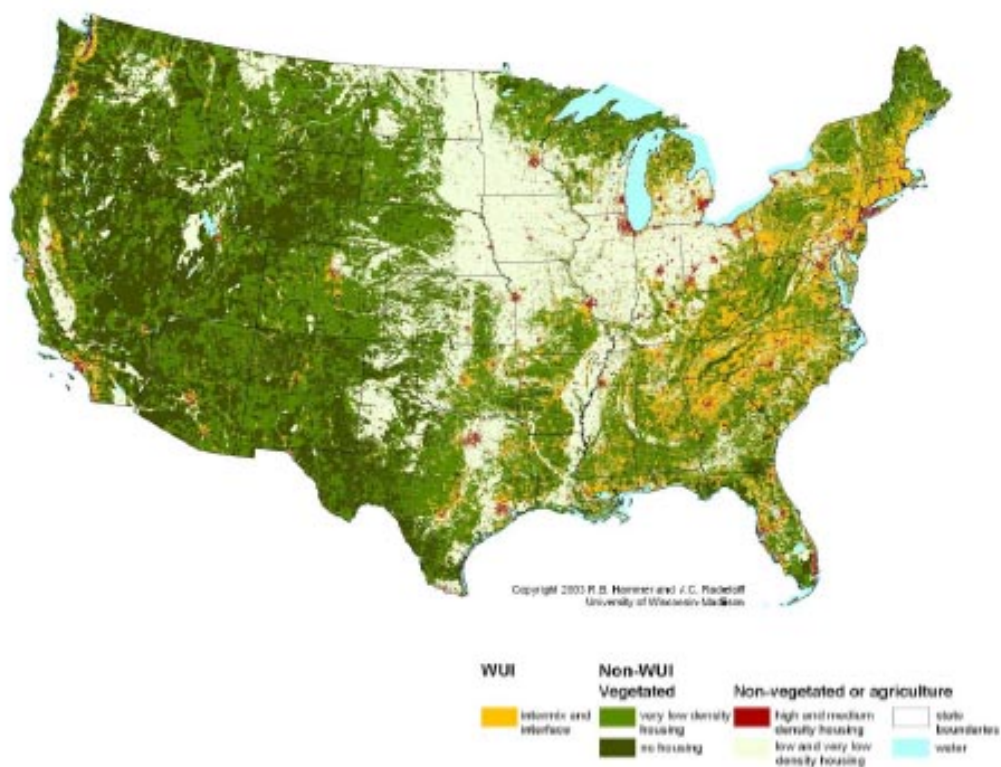 Copyright 2003 R.B. Hammer and V.C. Radeloff
University of Wisconsin-Madison
WUI
Non-WUI
Vegetated
Non-vegetated or agriculture
intermix and
interface
very low density
housing
no housing
high and medium
density housing
low and very low
density housing
state
boundaries
water